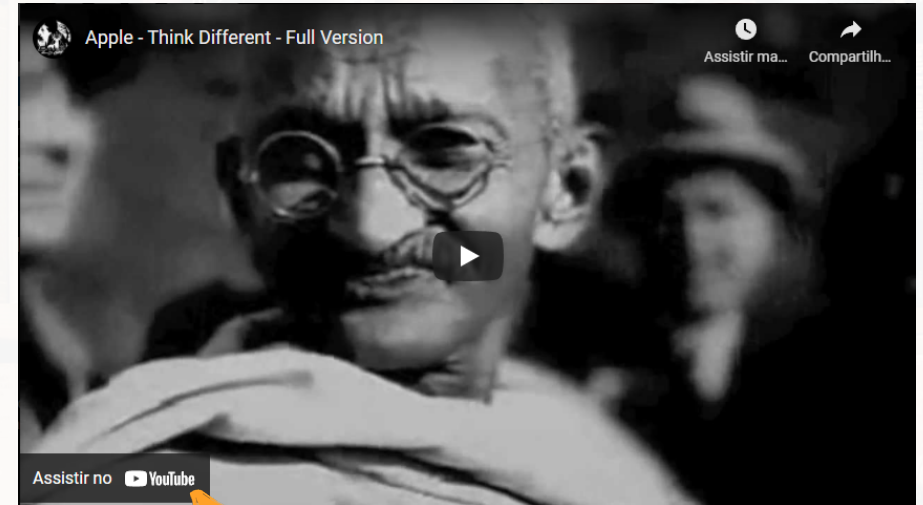 Apple - Think Different - Full Version
Assistir ma...
Compartilh...
Assistir no YouTube